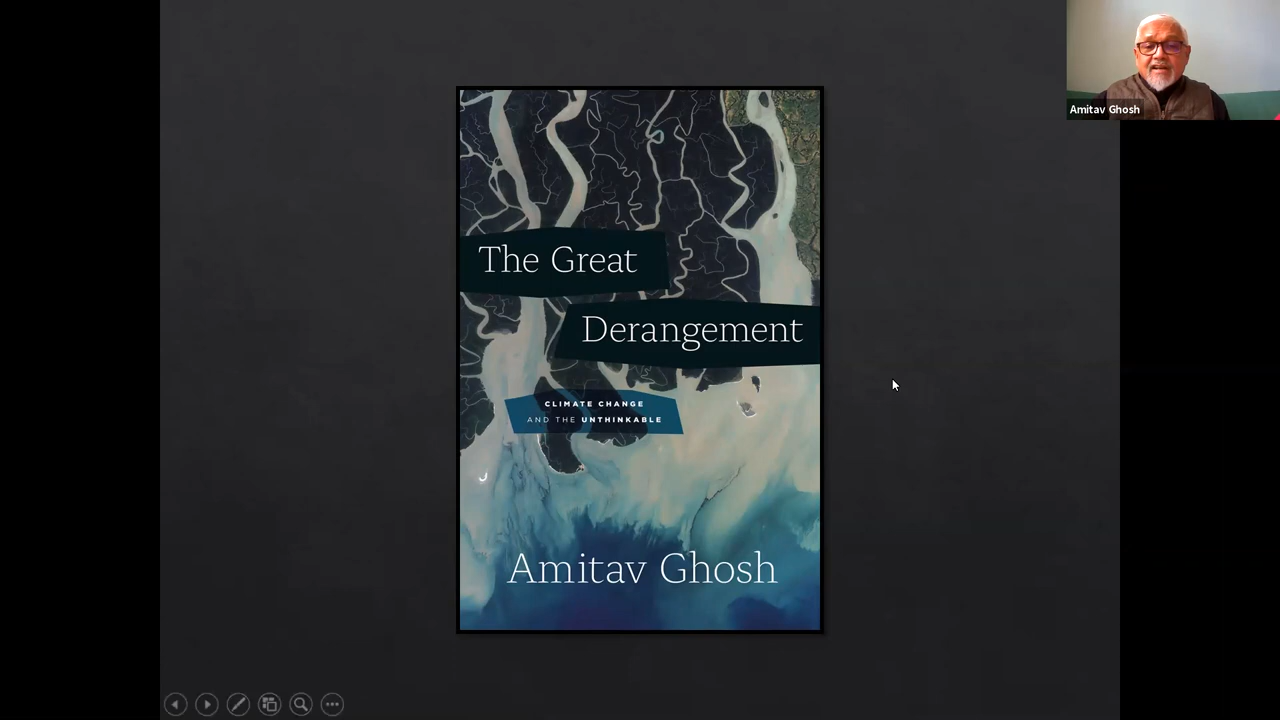 Amitav Ghosh
The Great
Derangement
CLIMATE CHANGE
AND THE UNTHINKABLE
Amitav Ghosh